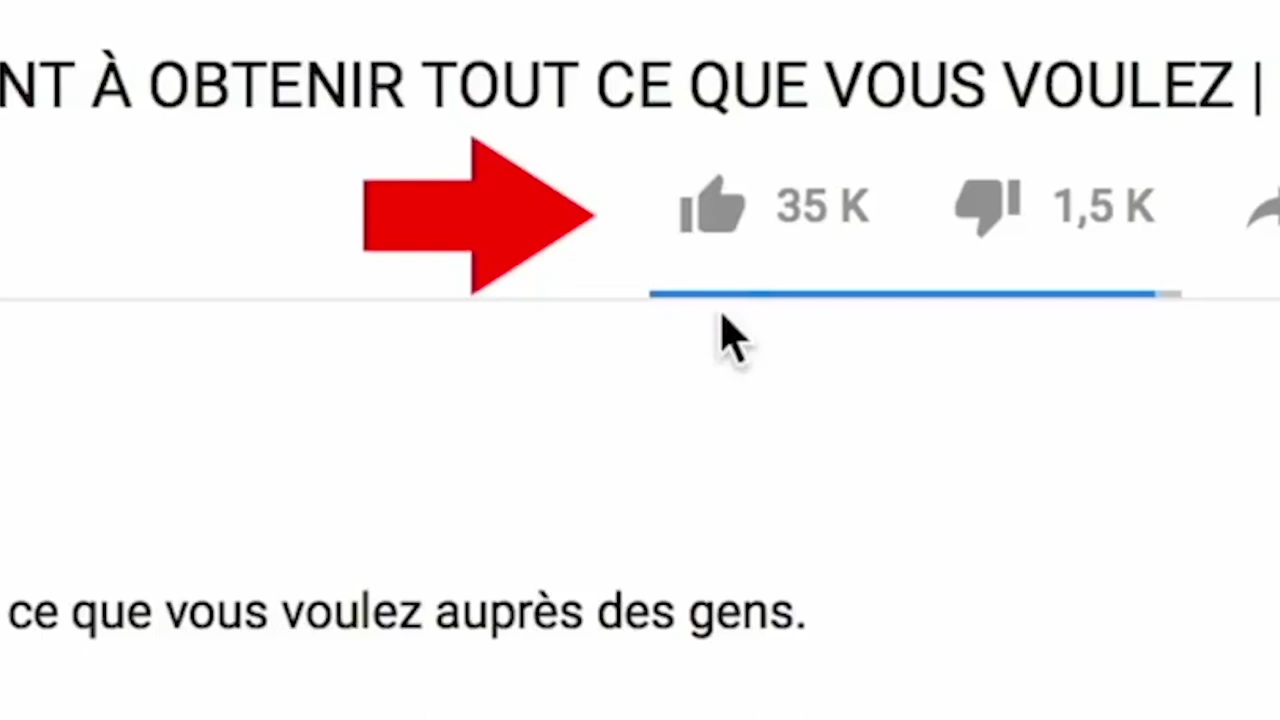 NT À OBTENIR TOUT CE QUE VOUS VOULEZ |
35 K 1,5 K
ce que vous voulez auprès des gens.